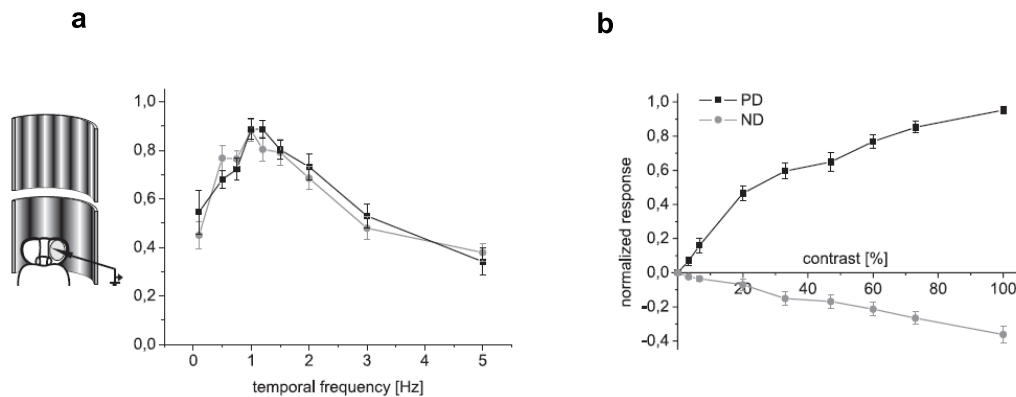 a
1,0
0,8
0,6
0,4
0,2
0,0
0 1 2 3 4 5
temporal frequency [Hz]
b
PD
ND
normalized response
1,0
0,8
0,6
0,4
0,2
0,0
-0,2
-0,4
contrast [%]
20 40 60 80 100